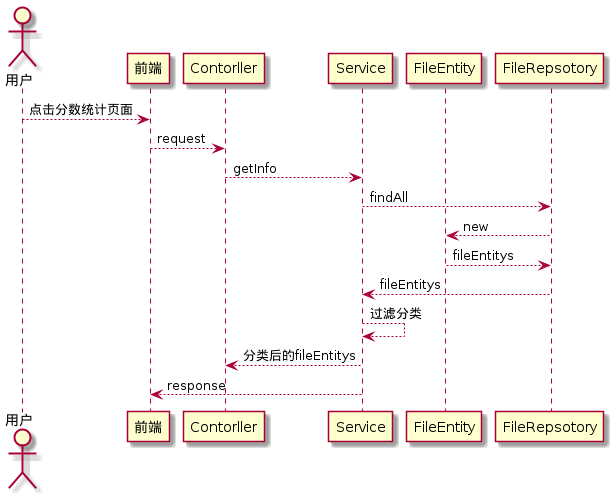 用户
前端
Contorller
Service
FileEntity
FileRepsotory
点击分数统计页面
request
getInfo
findAll
new
fileEntitys
fileEntitys
过滤分类
分类后的fileEntitys
response
用户
前端
Contorller
Service
FileEntity
FileRepsotory